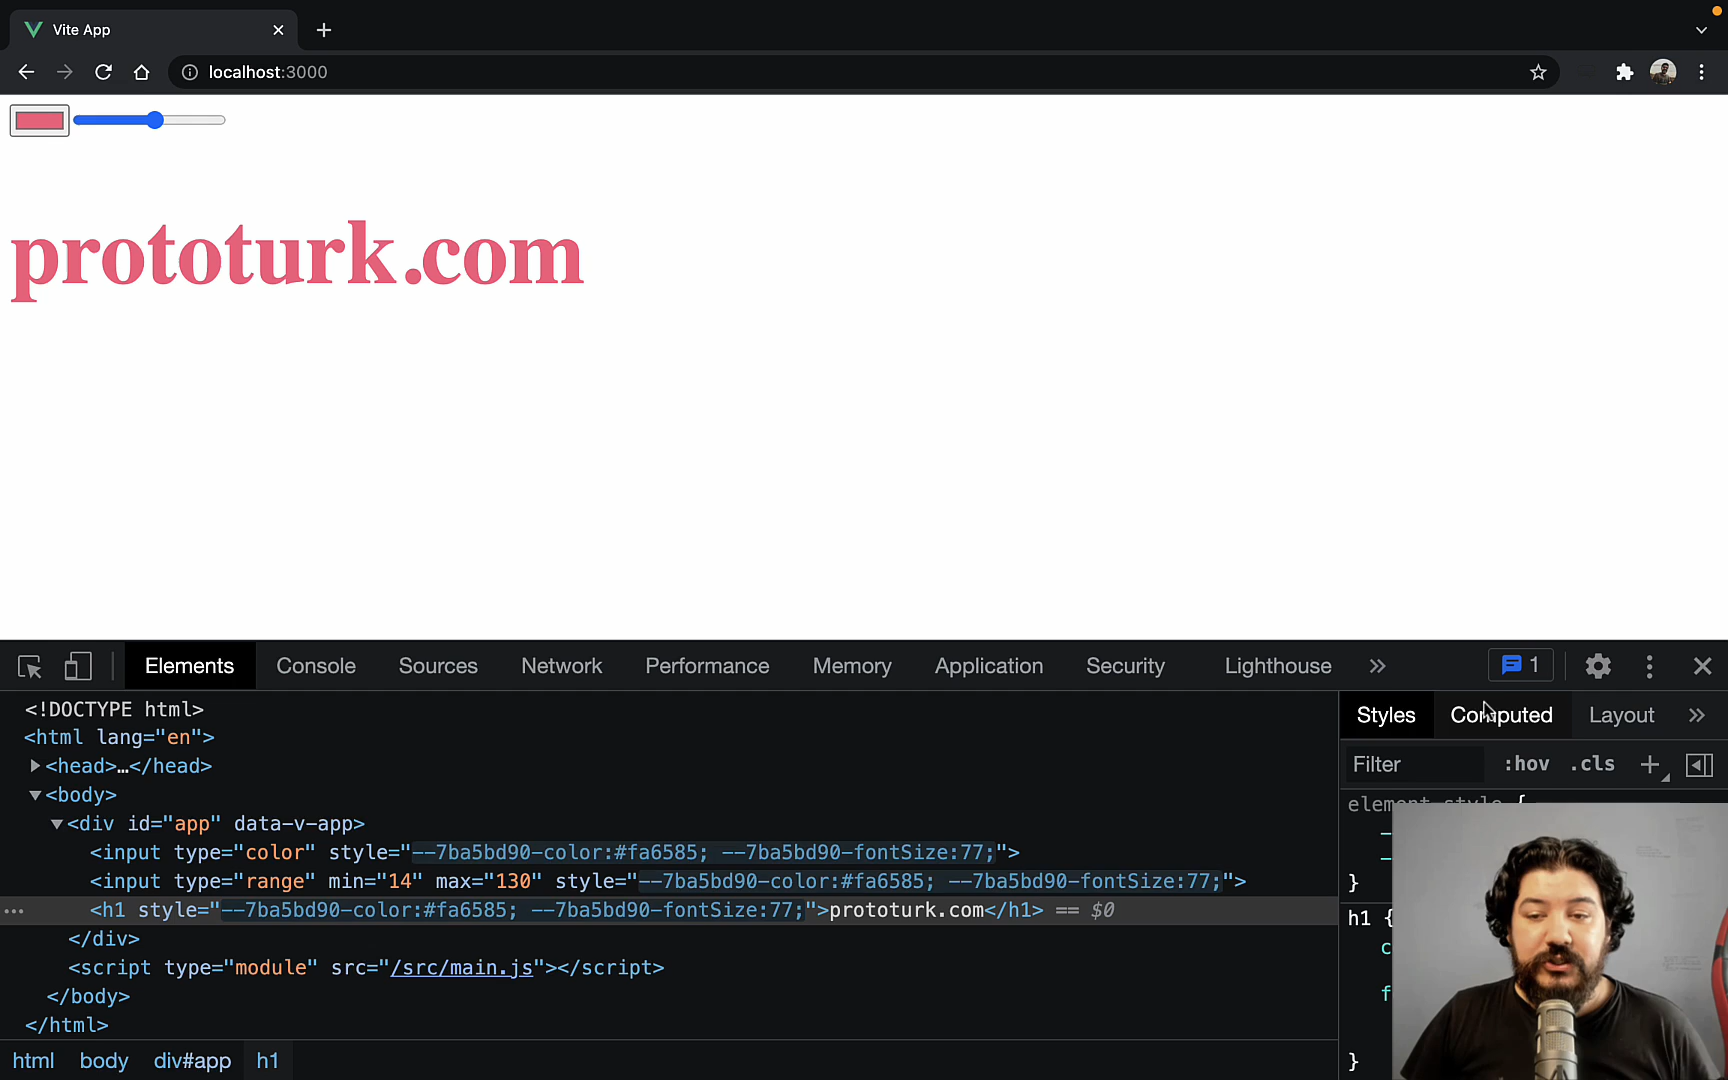 Vite App
localhost:3000
prototurk.com
Elements Console Sources Network Performance Memory Application Security Lighthouse » 1
<!DOCTYPE html>
<html lang="en">
<head>…</head>
<body>
<div id="app" data-v-app>
<input type="color" style="--7ba5bd90-color:#fa6585; --7ba5bd90-fontSize:77;">
<input type="range" min="14" max="130" style="--7ba5bd90-color:#fa6585; --7ba5bd90-fontSize:77;">
… <h1 style="--7ba5bd90-color:#fa6585; --7ba5bd90-fontSize:77;">prototurk.com</h1> == $0
</div>
<script type="module" src="/src/main.js"></script>
</body>
</html>
html body div#app h1
Styles Computed Layout »
Filter :hov .cls +
element.style {
}
h1 {
c
f
}